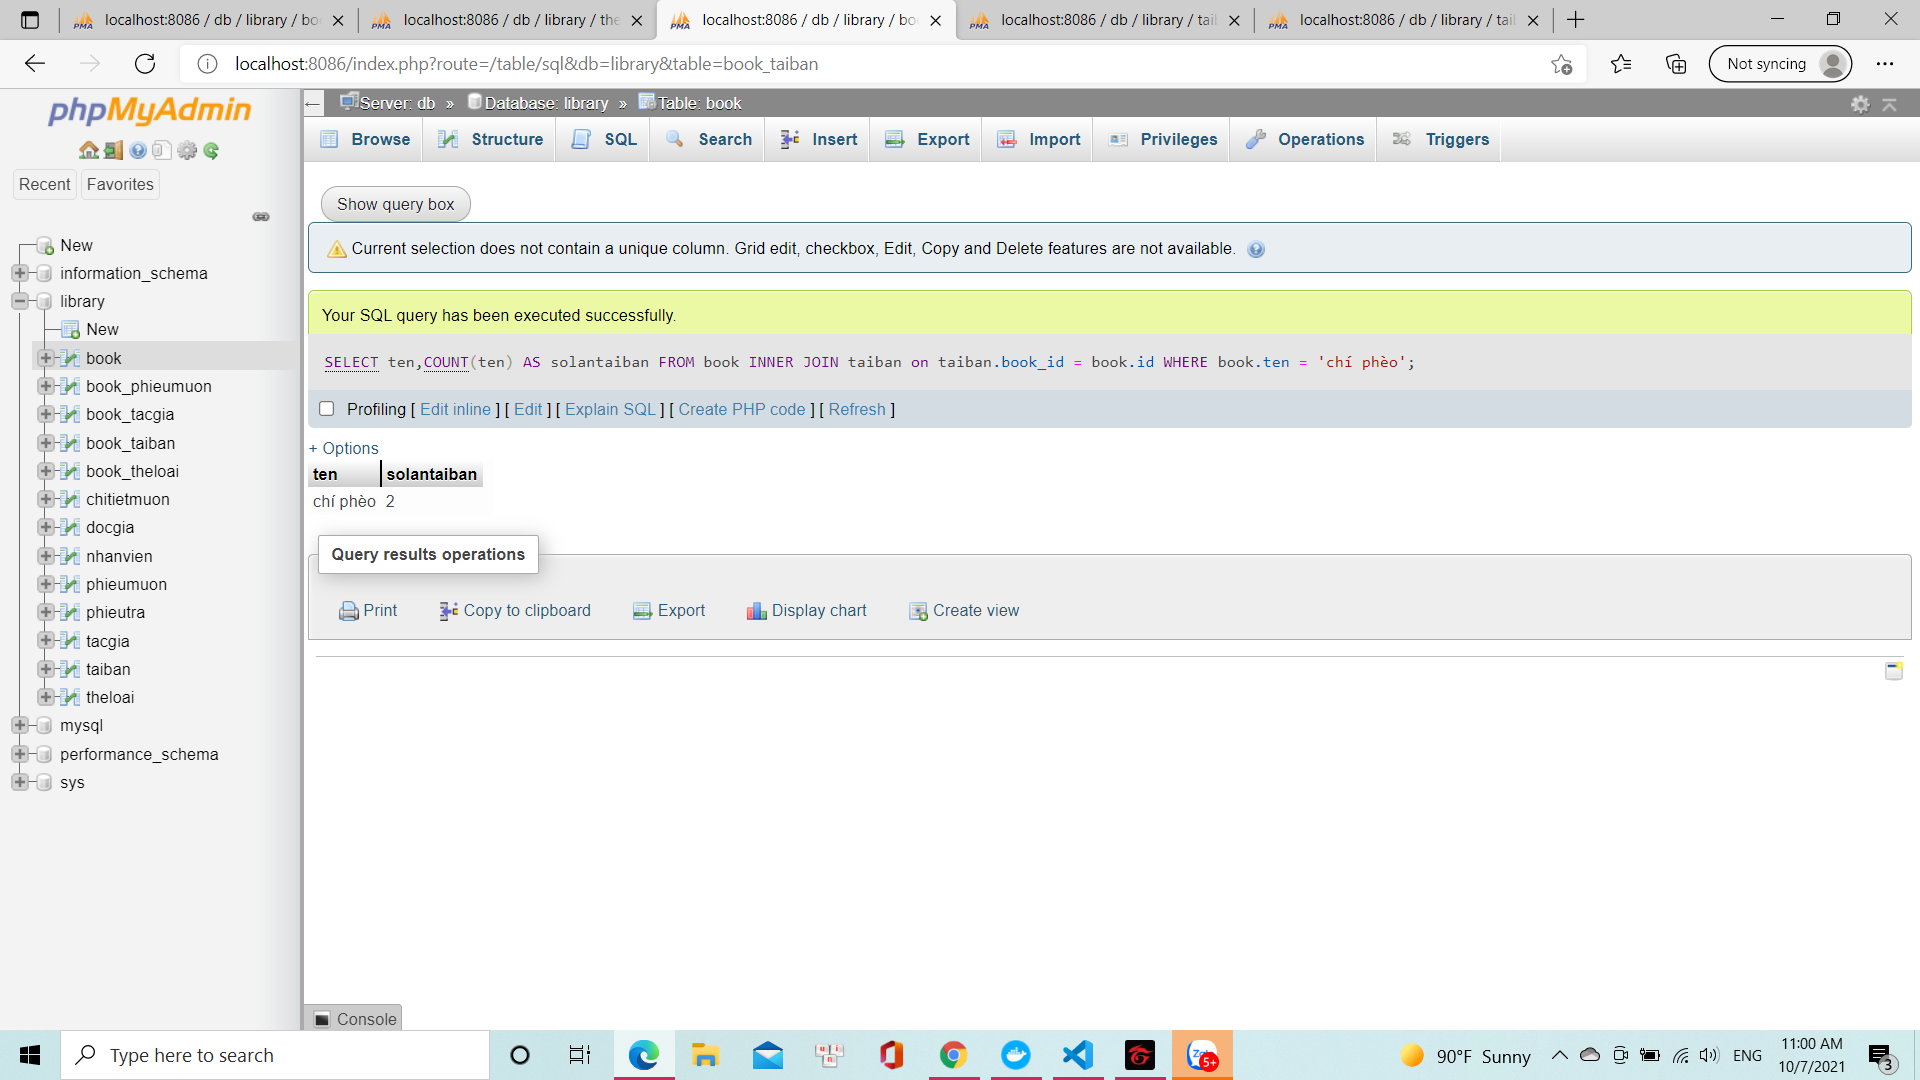 localhost:8086 / db / library / bo
localhost:8086 / db / library / the
localhost:8086 / db / library / bo
localhost:8086 / db / library / taib
localhost:8086 / db / library / taib
localhost:8086/index.php?route=/table/sql&db=library&table=book_taiban
Not syncing
phpMyAdmin
Recent
Favorites
New
information_schema
library
New
book
book_phieumuon
book_tacgia
book_taiban
book_theloai
chitietmuon
docgia
nhanvien
phieumuon
phieutra
tacgia
taiban
theloai
mysql
performance_schema
sys
Server: db » Database: library » Table: book
Browse
Structure
SQL
Search
Insert
Export
Import
Privileges
Operations
Triggers
Show query box
Current selection does not contain a unique column. Grid edit, checkbox, Edit, Copy and Delete features are not available.
Your SQL query has been executed successfully.
SELECT ten,COUNT(ten) AS solantaiban FROM book INNER JOIN taiban on taiban.book_id = book.id WHERE book.ten = 'chí phèo';
Profiling [ Edit inline ] [ Edit ] [ Explain SQL ] [ Create PHP code ] [ Refresh ]
+ Options
ten solantaiban
chí phèo 2
Query results operations
Print
Copy to clipboard
Export
Display chart
Create view
Console
Type here to search
5+
90°F Sunny
ENG
11:00 AM
10/7/2021
3